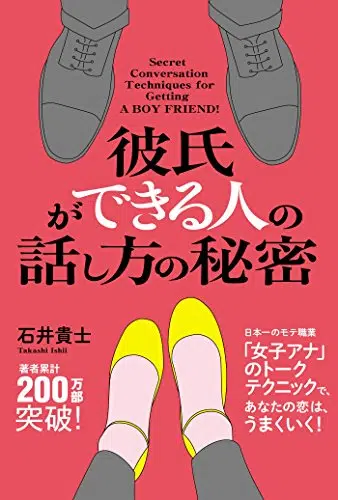 Secret
Conversation
Techniques for
Getting
A BOY FRIEND!
彼氏
ができる人の
話し方の秘密
石井貴士
Takashi Ishii
著者累計
200万部
突破!
日本一のモテ職業
「女子アナ」
のトーク
テクニックで、
あなたの恋は、
うまくいく!